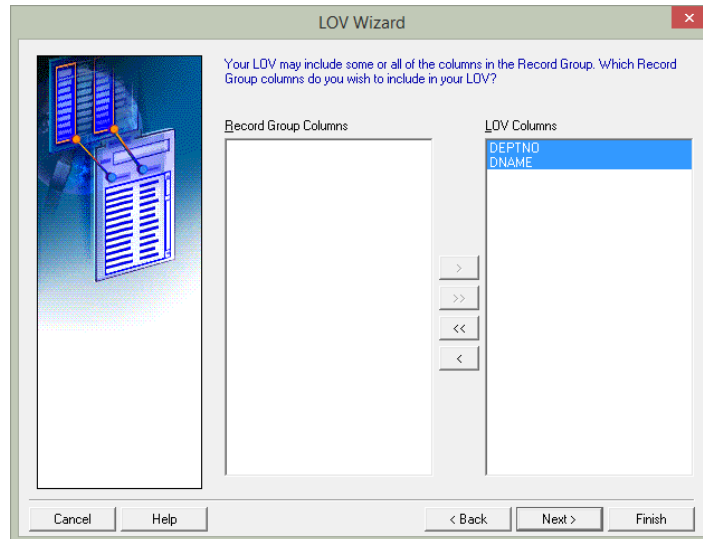 LOV Wizard
Your LOV may include some or all of the columns in the Record Group. Which Record
Group columns do you wish to include in your LOV?
Record Group Columns
LOV Columns
DEPTNO
DNAME
>
>>
<<
<
Cancel
Help
< Back
Next >
Finish